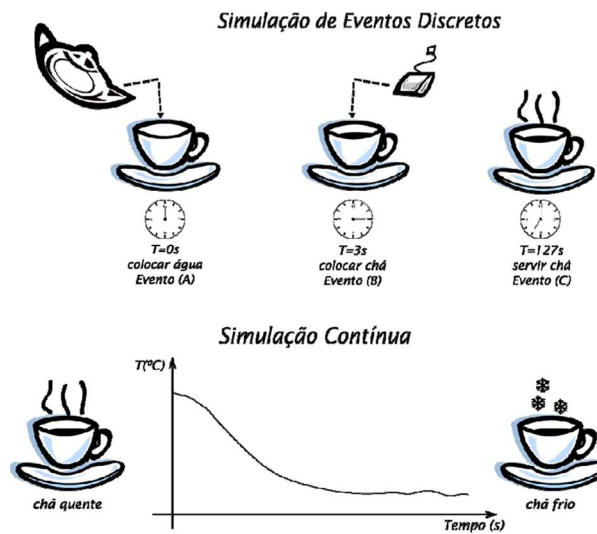 Simulação de Eventos Discretos
T=0s
colocar água
Evento (A)
T=3s
colocar chá
Evento (B)
T=127s
servir chá
Evento (C)
Simulação Contínua
T(ºC)
chá quente
Tempo (s)
chá frio